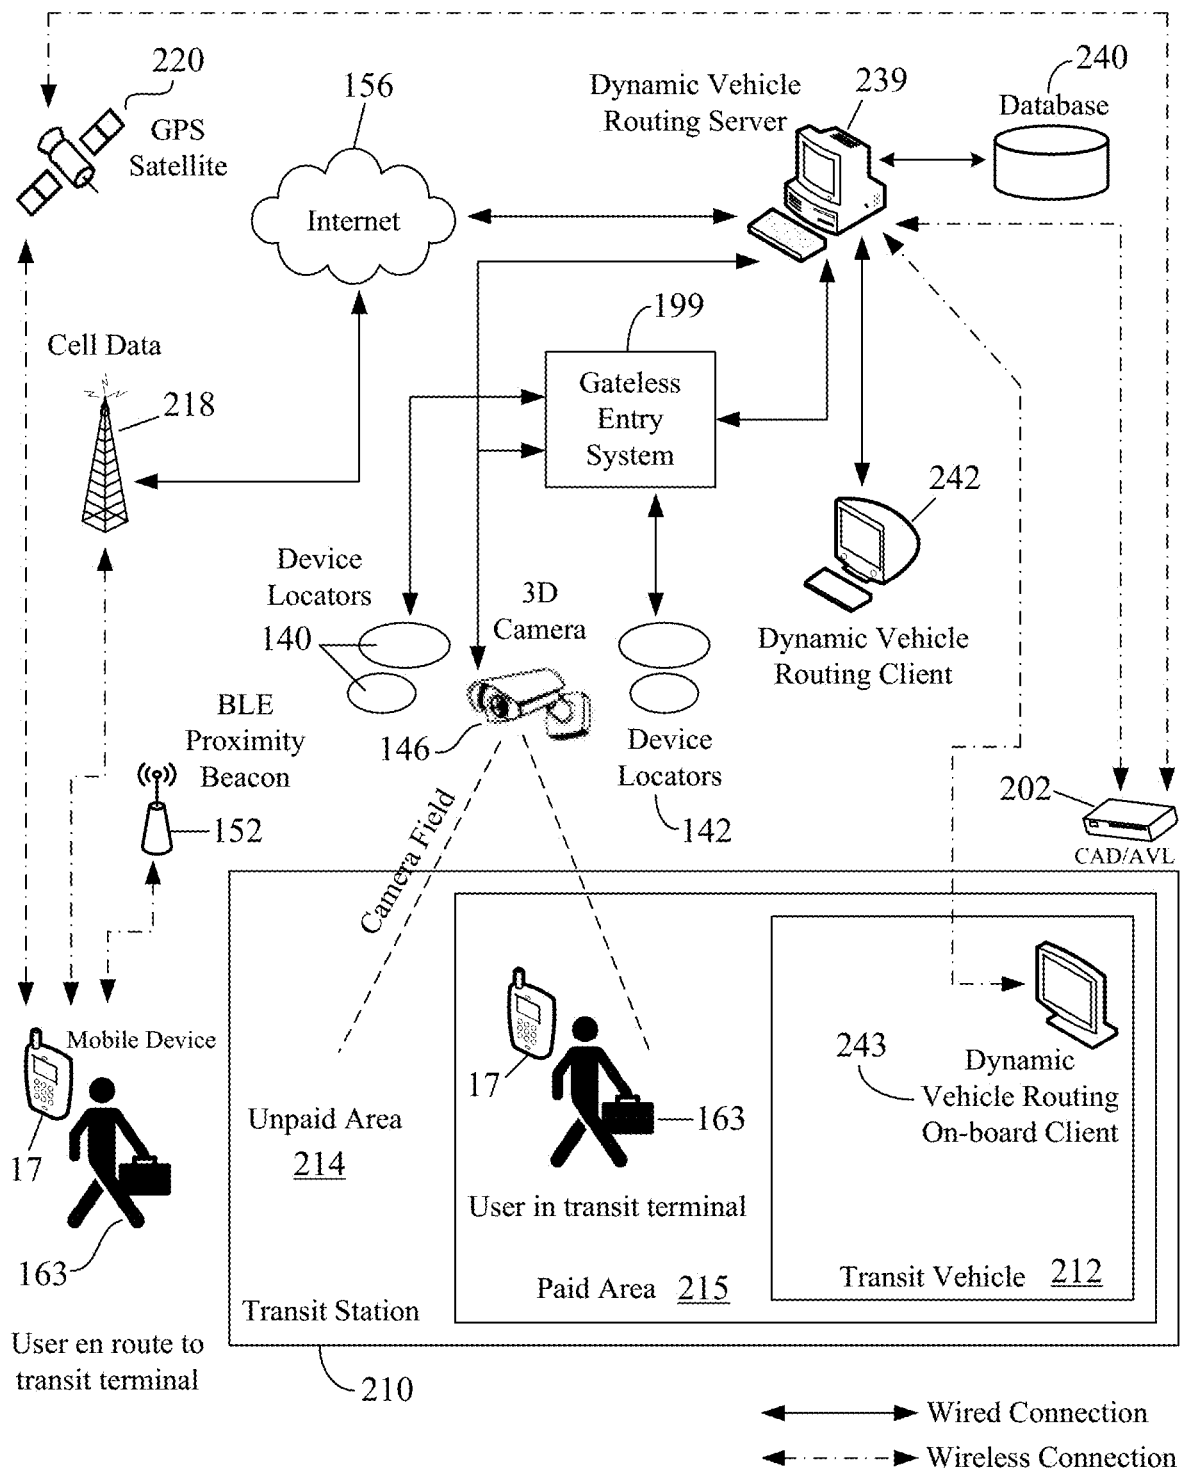 220
GPS
Satellite
156
Internet
Dynamic Vehicle
Routing Server
239
240
Database
199
Gateless
Entry
System
Cell Data
218
242
Dynamic Vehicle
Routing Client
Device
Locators
140
3D
Camera
146
BLE
Proximity
Beacon
152
Device
Locators
142
202
CAD/AVL
Camera Field
Mobile Device
17
163
User en route to
transit terminal
Unpaid Area
214
Transit Station
210
17
163
User in transit terminal
Paid Area 215
243
Dynamic
Vehicle Routing
On-board Client
Transit Vehicle 212
Wired Connection
Wireless Connection